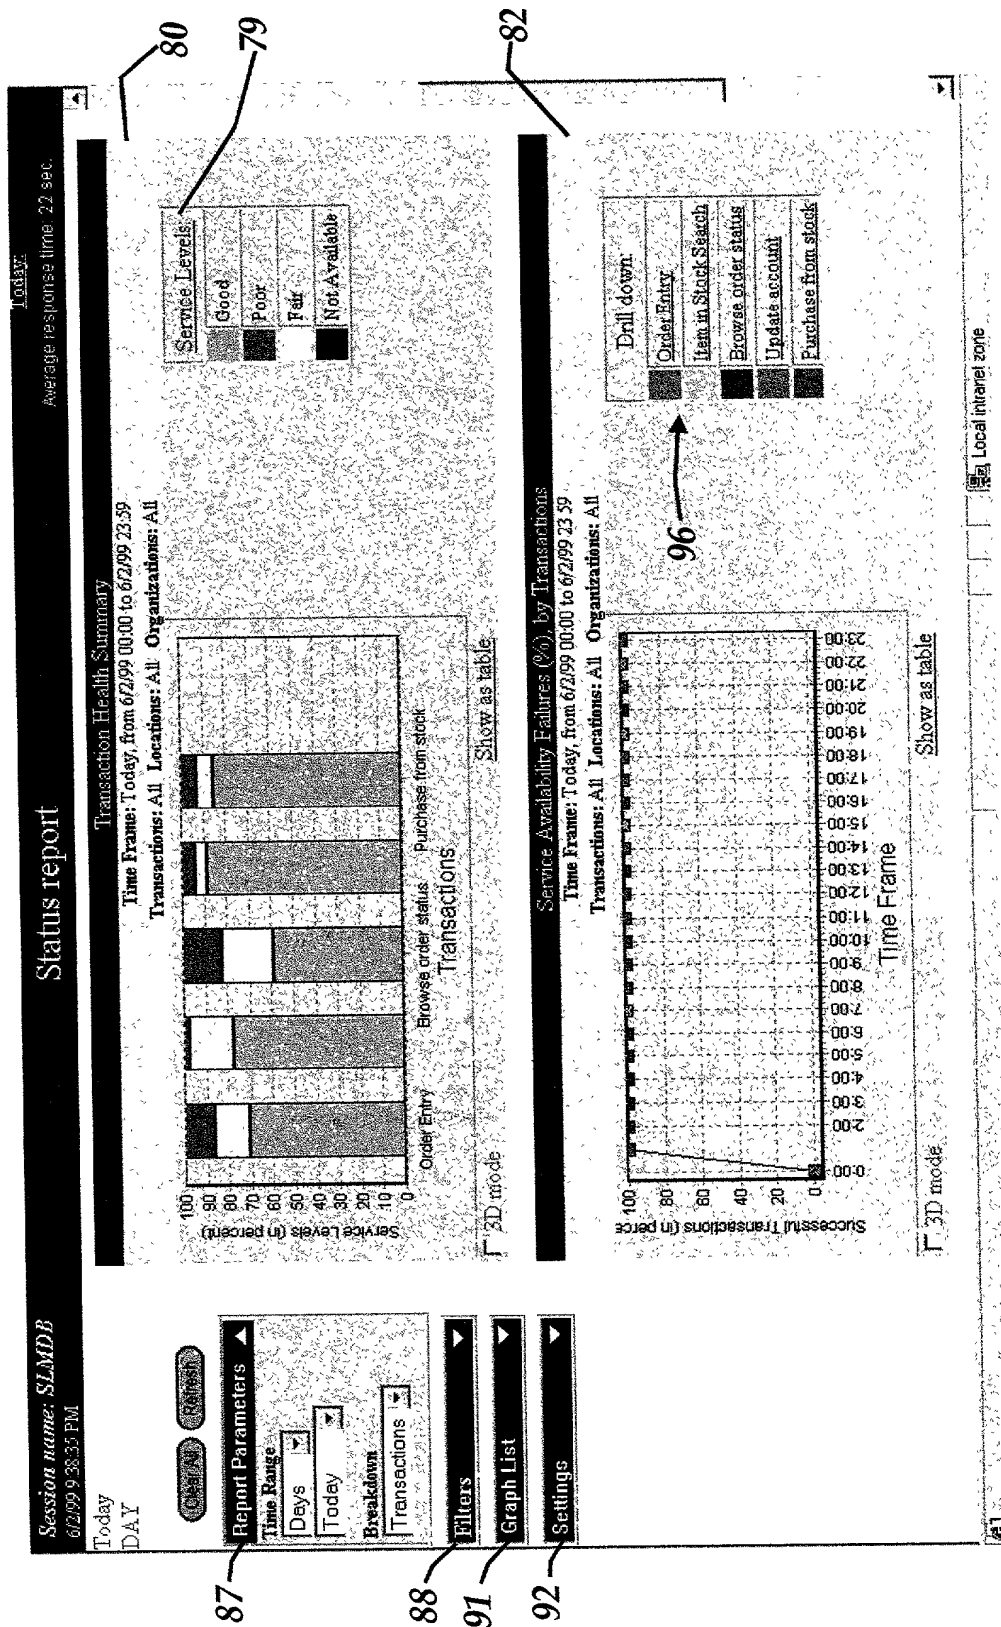 Session name: SLMDB
6/2/99 9:38:35 PM
Status report
Today:
Average response time: 22 sec.
Today
DAY
Clear All
Refresh
87
Report Parameters
Time Range
Days
Today
Breakdown
Transactions
88
Filters
91
Graph List
92
Settings
80
Transaction Health Summary
Time Frame: Today, from 6/2/99 00:00 to 6/2/99 23:59
Transactions: All Locations: All Organizations: All
Service Levels (in percent)
100
90
80
70
60
50
40
30
20
10
0
Order Entry
Browse order status
Purchase from stock
Transactions
3D mode
Show as table
79
Service Levels:
Good
Poor
Fair
Not Available
82
Service Availability Failures (%), by Transactions
Time Frame: Today, from 6/2/99 00:00 to 6/2/99 23 59
Transactions: All Locations: All Organizations: All
Successful Transactions (in perce
100
80
60
40
20
0
0:00
2:00
3:00
4:00
5:00
6:00
7:00
8:00
9:00
10:00
11:00
12:00
13:00
14:00
15:00
16:00
17:00
18:00
19:00
20:00
21:00
22:00
23:00
Time Frame
3D mode
Show as table
96
Drill down
Order Entry
Item in Stock Search
Browse order status
Update account
Purchase from stock
Local intranet zone